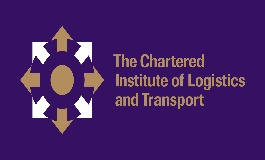 The Chartered
Institute of Logistics
and Transport